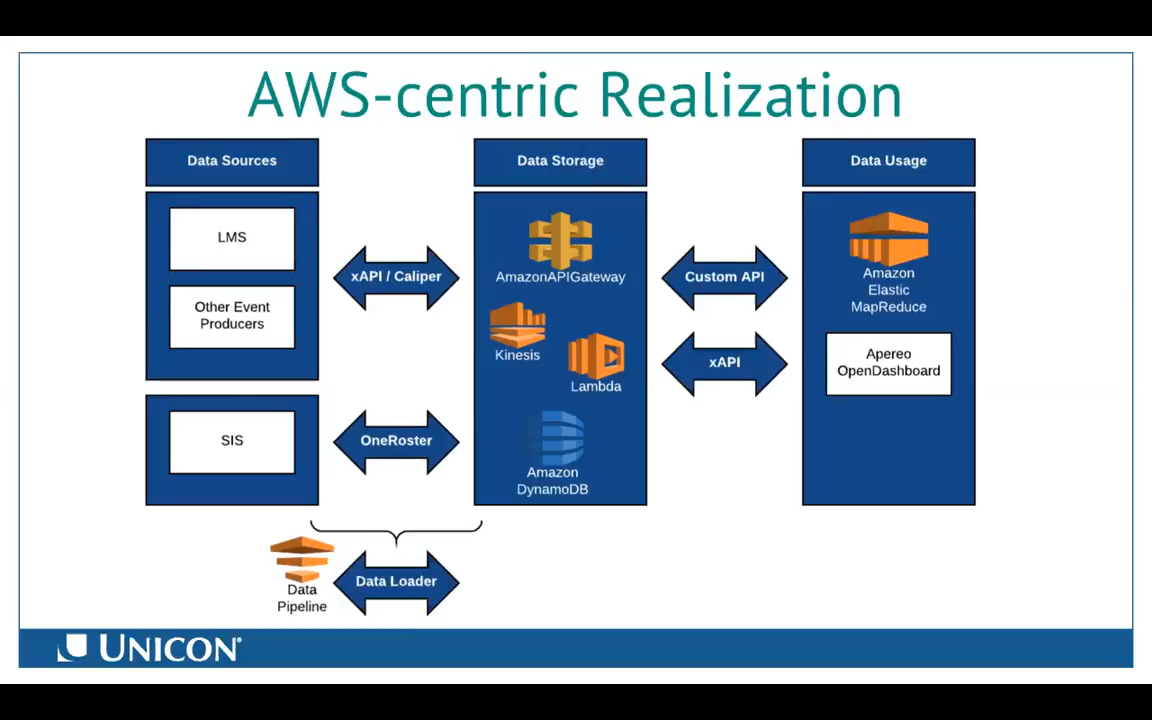 AWS-centric Realization
Data Sources
Data Storage
Data Usage
LMS
Other Event
Producers
SIS
xAPI / Caliper
OneRoster
AmazonAPIGateway
Kinesis
Lambda
Amazon
DynamoDB
Custom API
xAPI
Amazon
Elastic
MapReduce
Apereo
OpenDashboard
Data
Pipeline
Data Loader
UNICON®